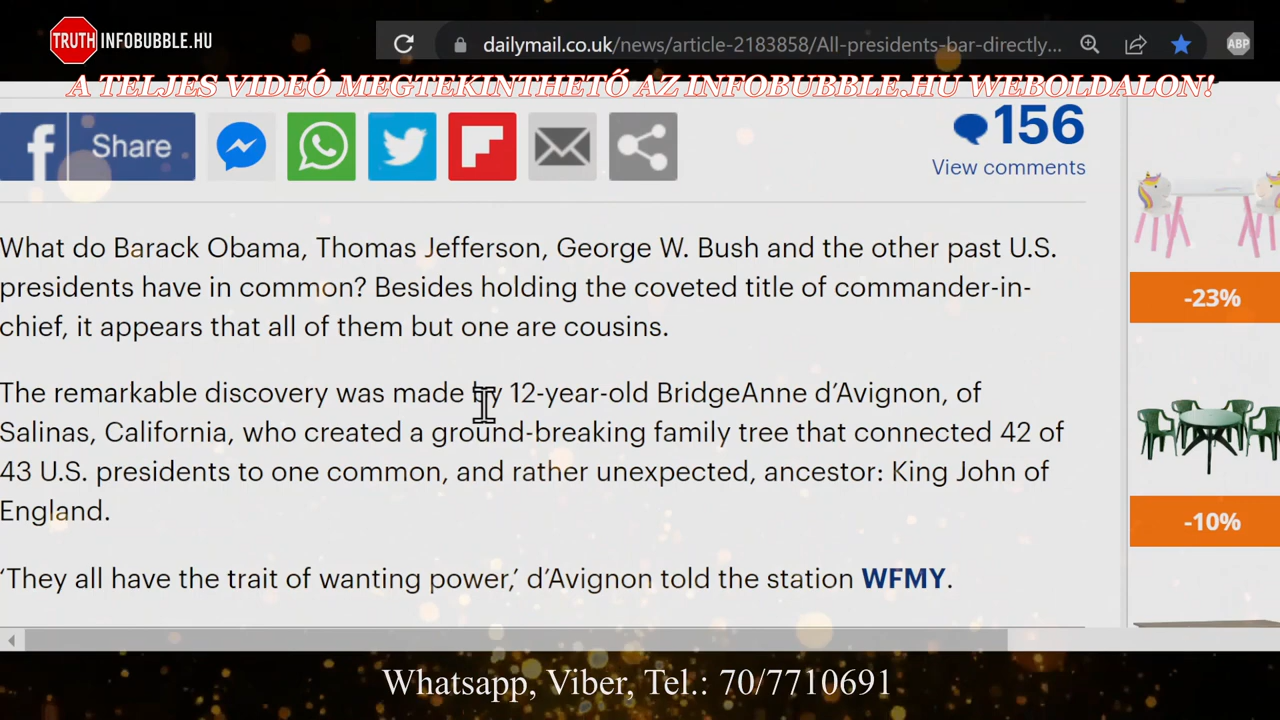 TRUTH INFOBUBBLE.HU
dailymail.co.uk/news/article-2183858/All-presidents-bar-directly...
ABP
A TELJES VIDEÓ MEGTEKINTHETŐ AZ INFOBUBBLE.HU WEBOLDALON!
f Share
156
View comments
What do Barack Obama, Thomas Jefferson, George W. Bush and the other past U.S.
presidents have in common? Besides holding the coveted title of commander-in-
chief, it appears that all of them but one are cousins.
-23%
The remarkable discovery was made by 12-year-old BridgeAnne d’Avignon, of
Salinas, California, who created a ground-breaking family tree that connected 42 of
43 U.S. presidents to one common, and rather unexpected, ancestor: King John of
England.
-10%
‘They all have the trait of wanting power,’ d’Avignon told the station WFMY.
Whatsapp, Viber, Tel.: 70/7710691